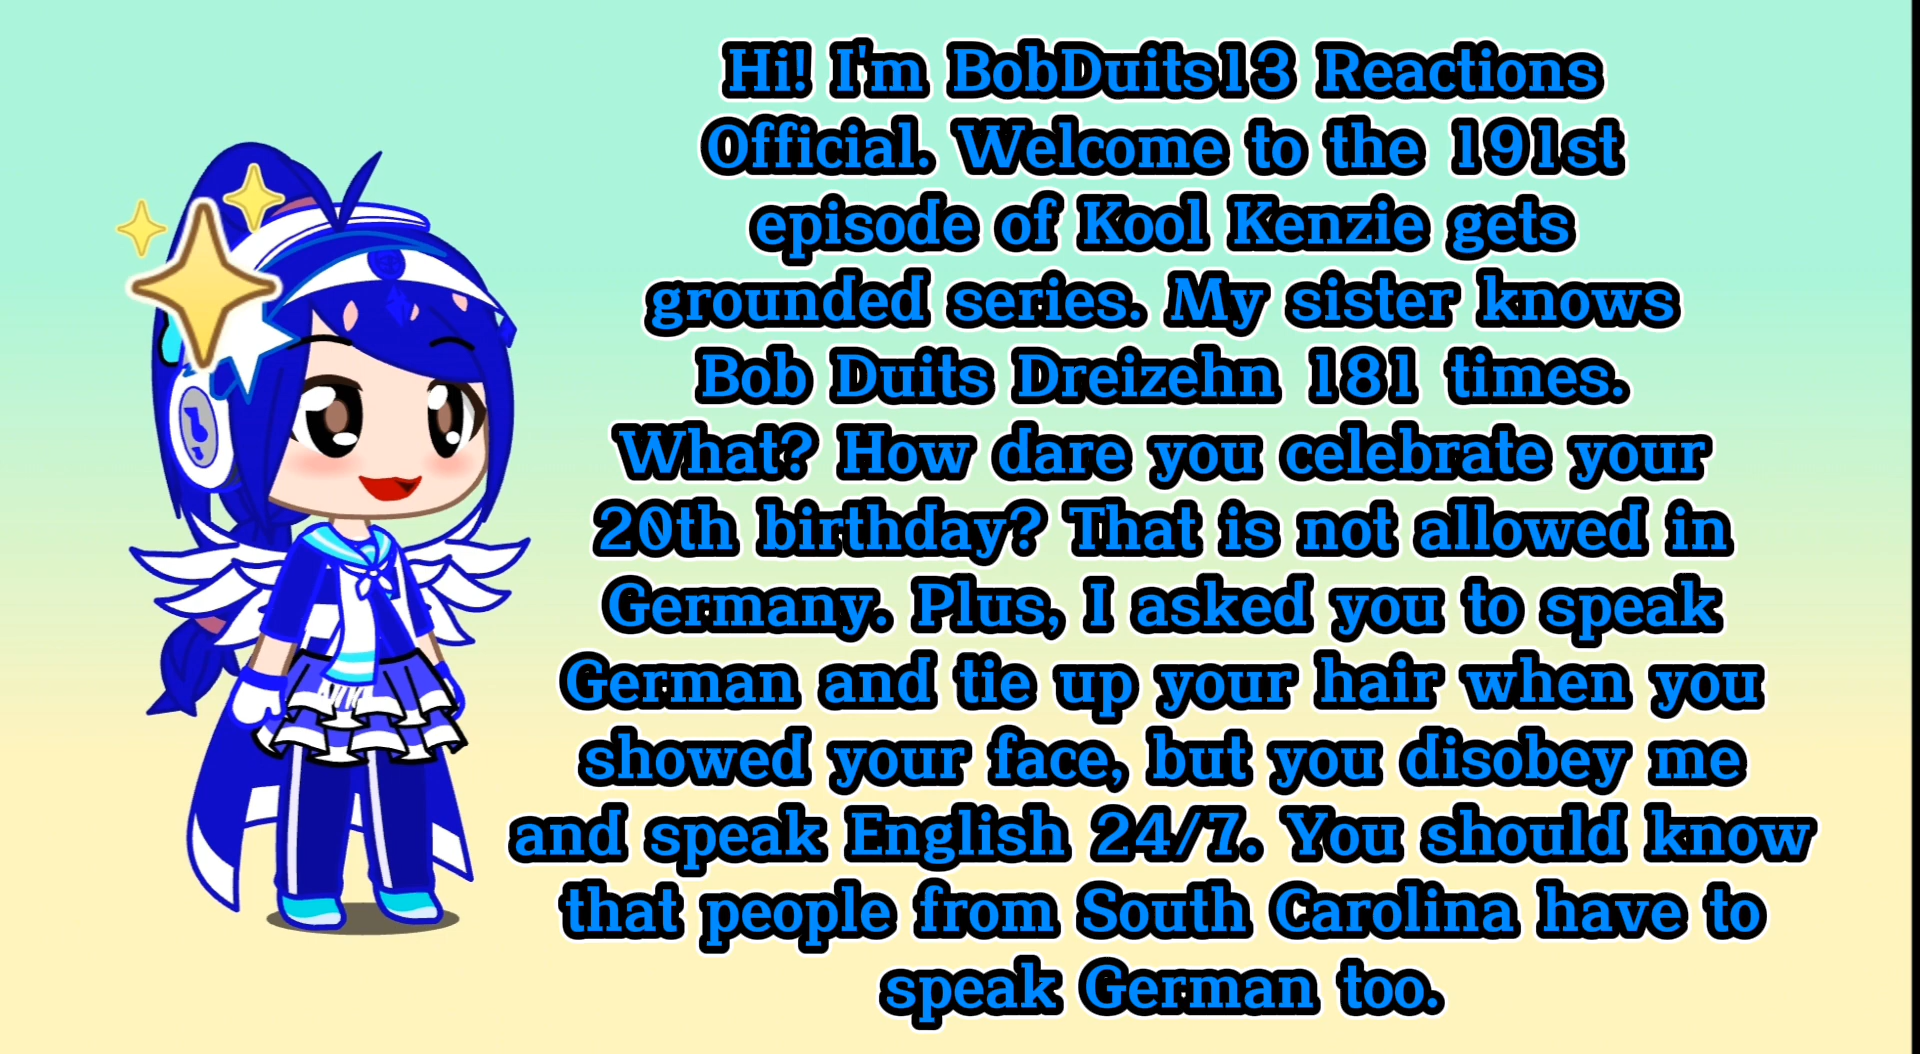 Hi! I'm BobDuits13 Reactions
Official. Welcome to the 191st
episode of Kool Kenzie gets
grounded series. My sister knows
Bob Duits Dreizehn 181 times.
What? How dare you celebrate your
20th birthday? That is not allowed in
Germany. Plus, I asked you to speak
German and tie up your hair when you
showed your face, but you disobey me
and speak English 24/7. You should know
that people from South Carolina have to
speak German too.